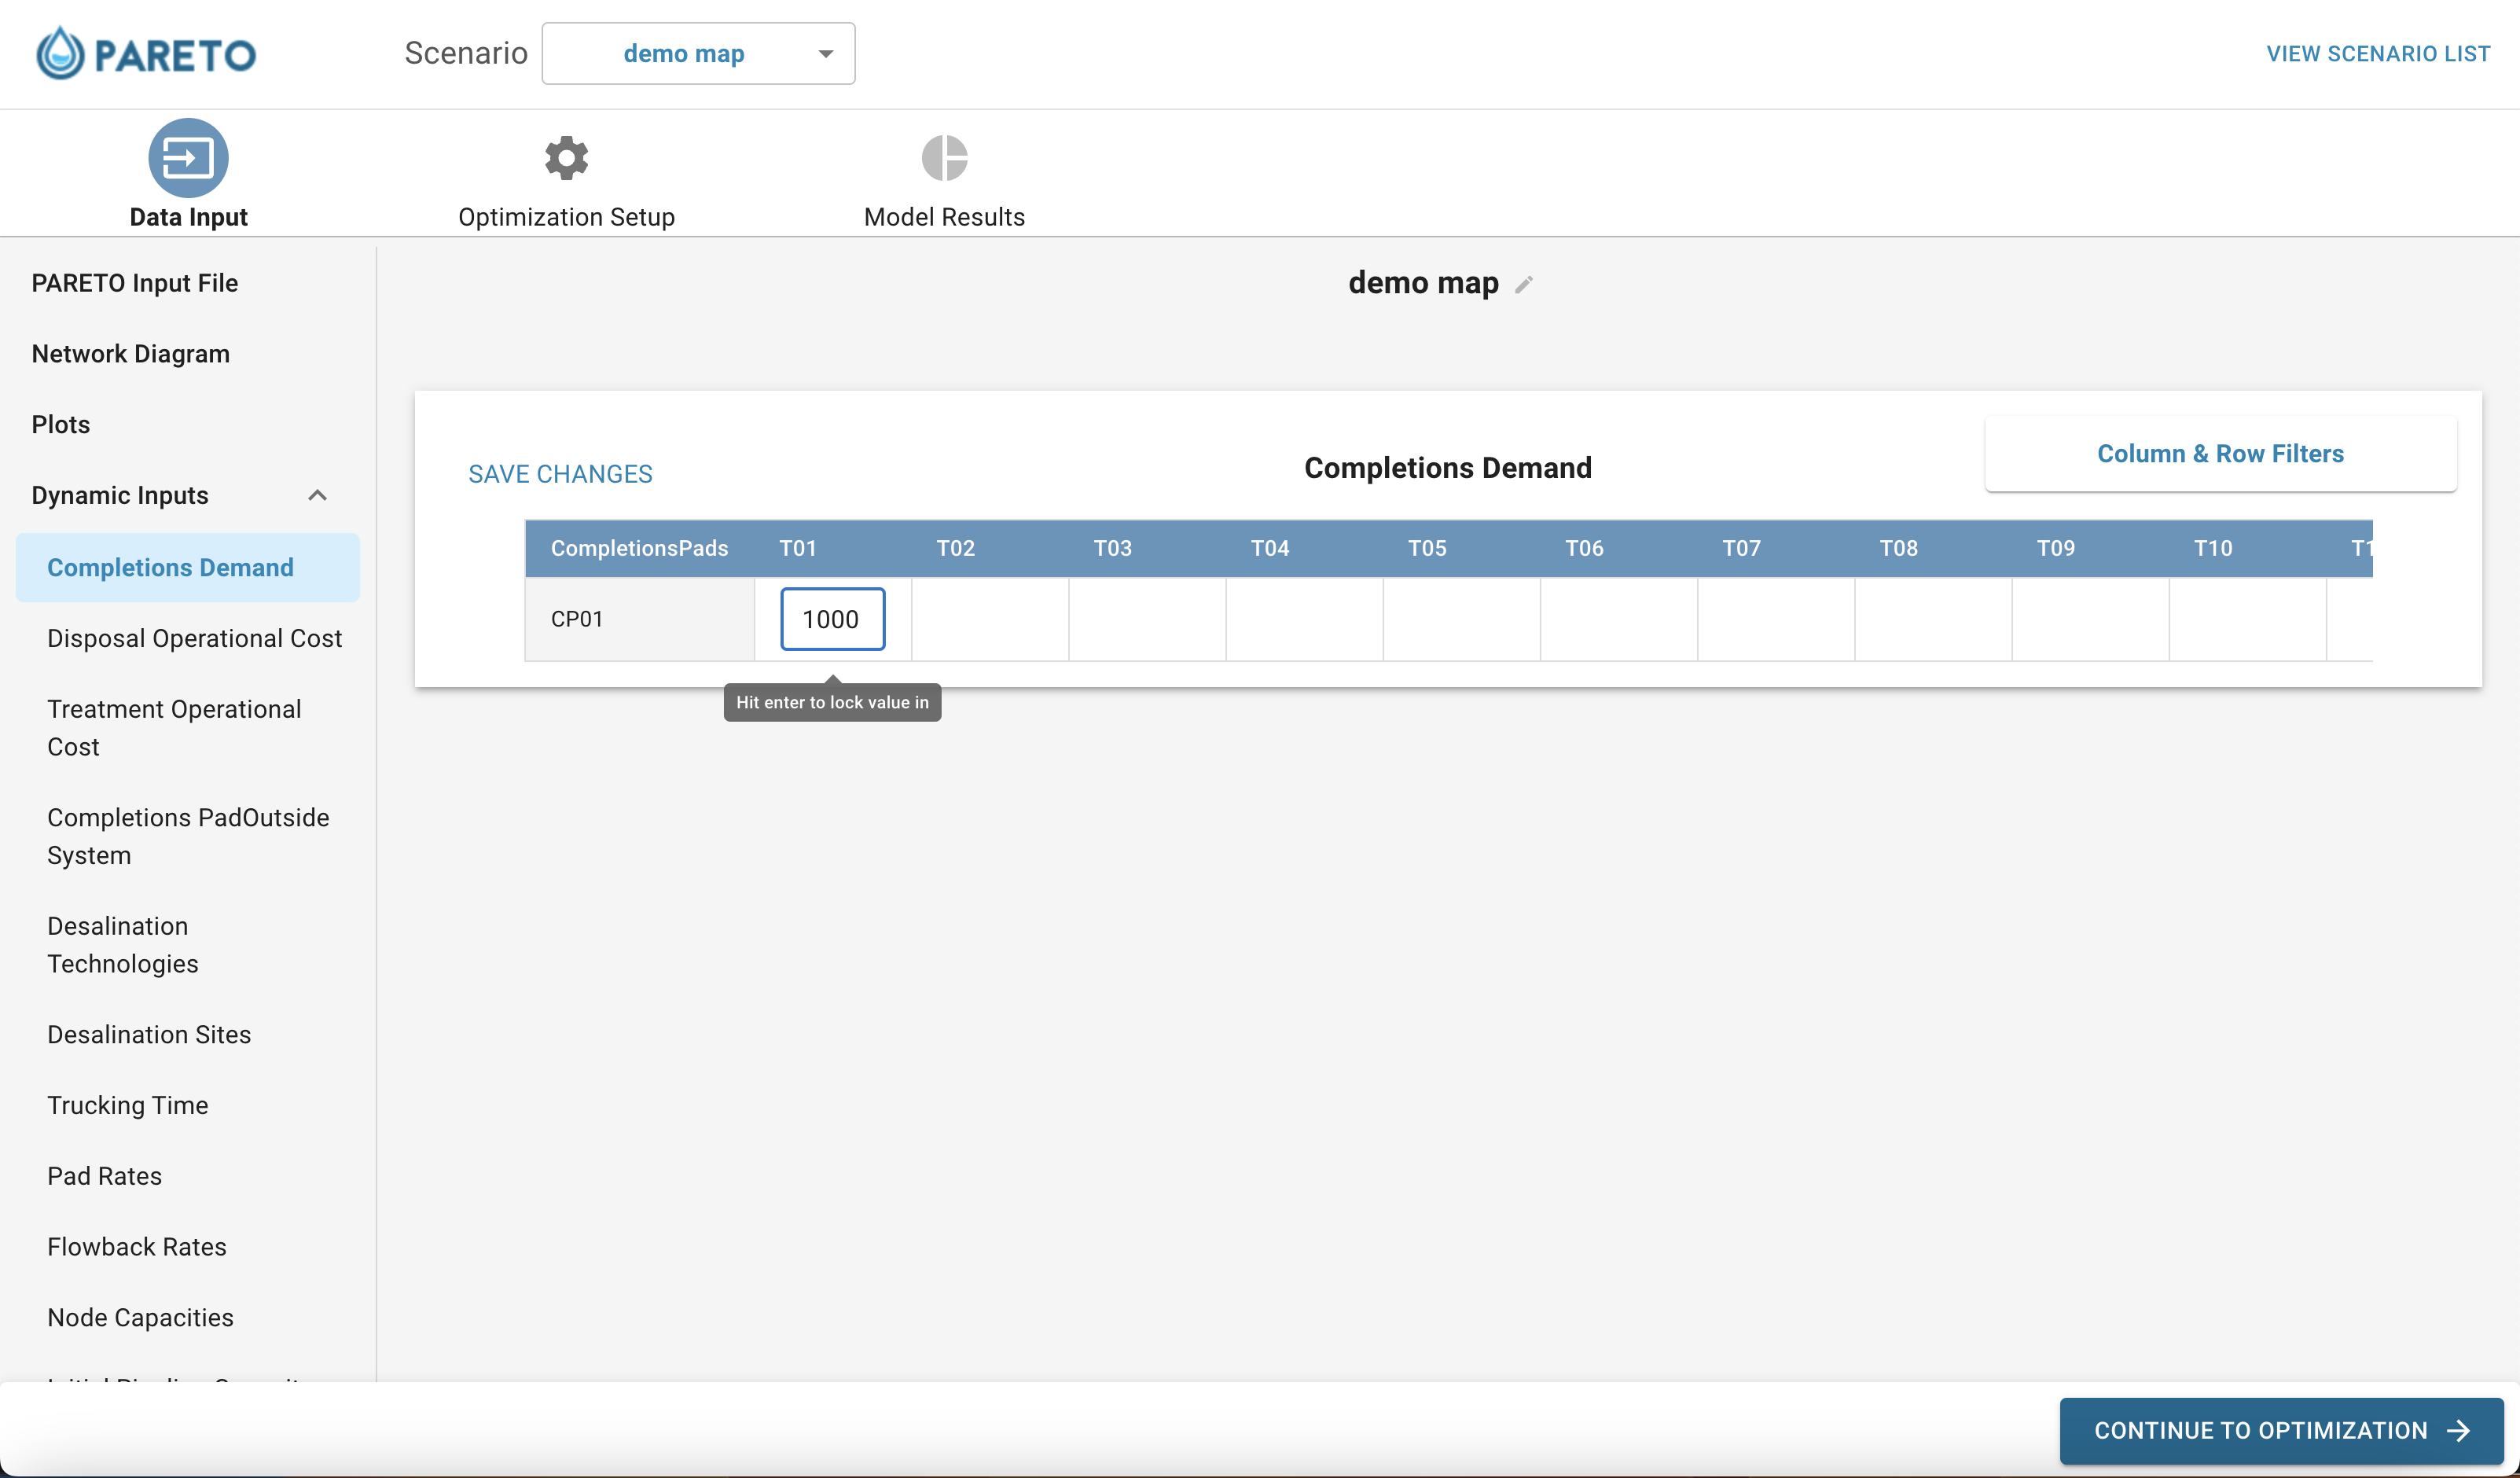 PARETO
Scenario
demo map
VIEW SCENARIO LIST
Data Input
Optimization Setup
Model Results
PARETO Input File
Network Diagram
Plots
Dynamic Inputs
Completions Demand
Disposal Operational Cost
Treatment Operational
Cost
Completions PadOutside
System
Desalination
Technologies
Desalination Sites
Trucking Time
Pad Rates
Flowback Rates
Node Capacities
demo map
SAVE CHANGES
Completions Demand
Column & Row Filters
CompletionsPads T01 T02 T03 T04 T05 T06 T07 T08 T09 T10
CP01 1000
Hit enter to lock value in
CONTINUE TO OPTIMIZATION